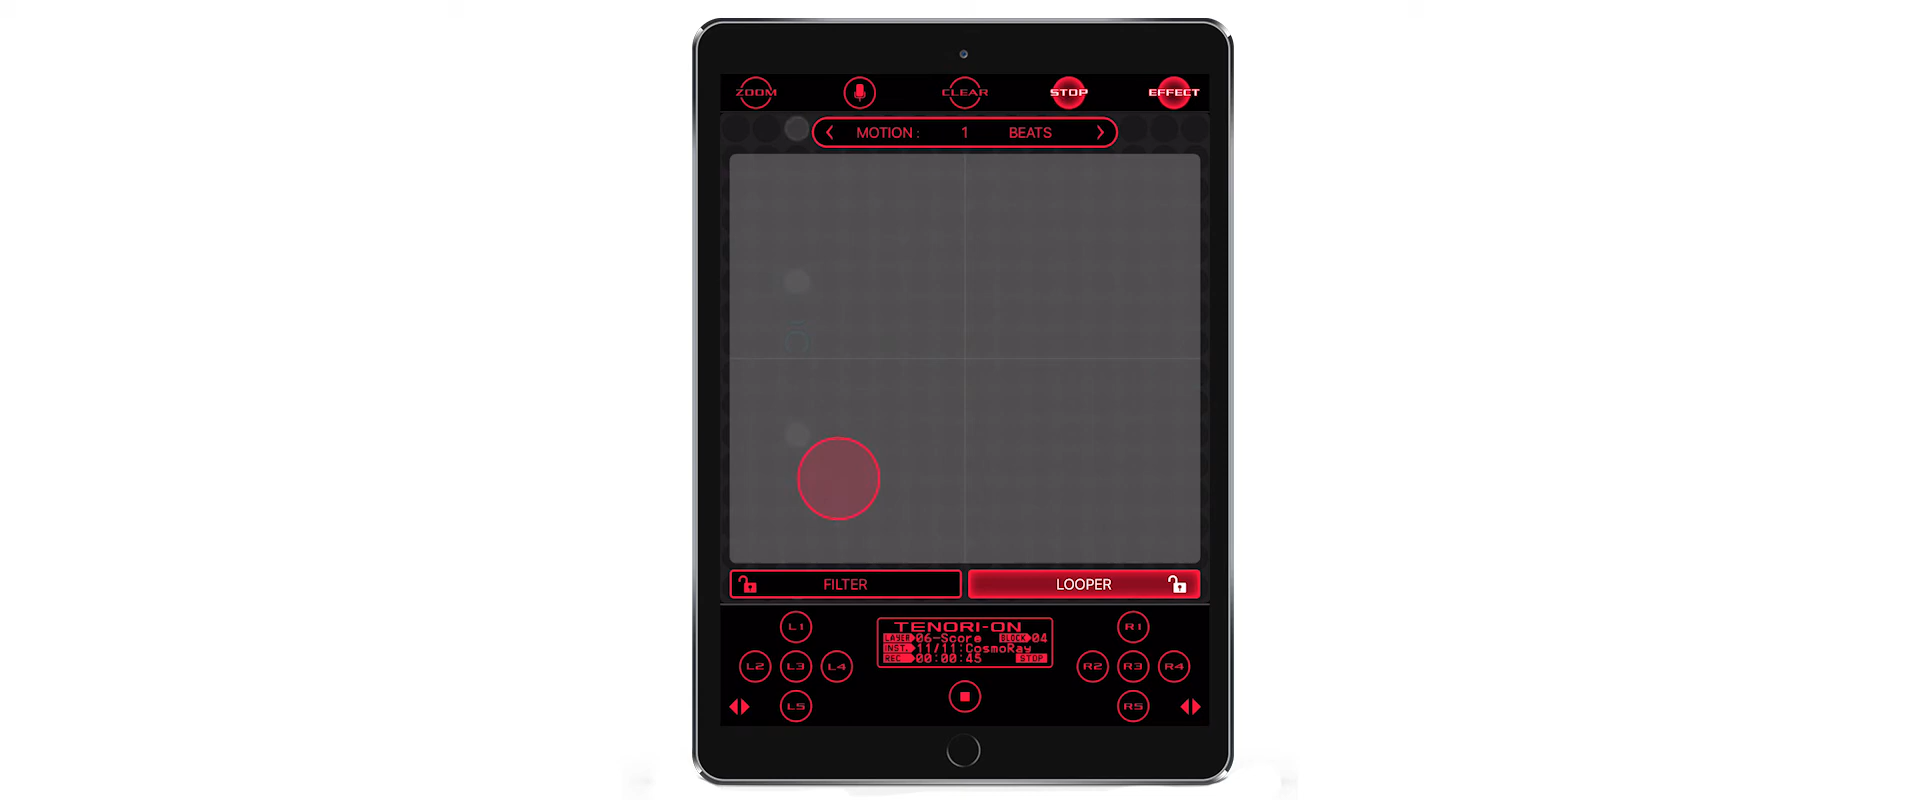 ZOOM CLEAR STOP EFFECT
MOTION : 1 BEATS
FILTER LOOPER
TENORI-ON
LAYER 06-Score BLOCK 04
INST. 11/11:CosmoRay
REC 00:00:45 STOP
L1 R1
L2 L3 L4 R2 R3 R4
L5 R5